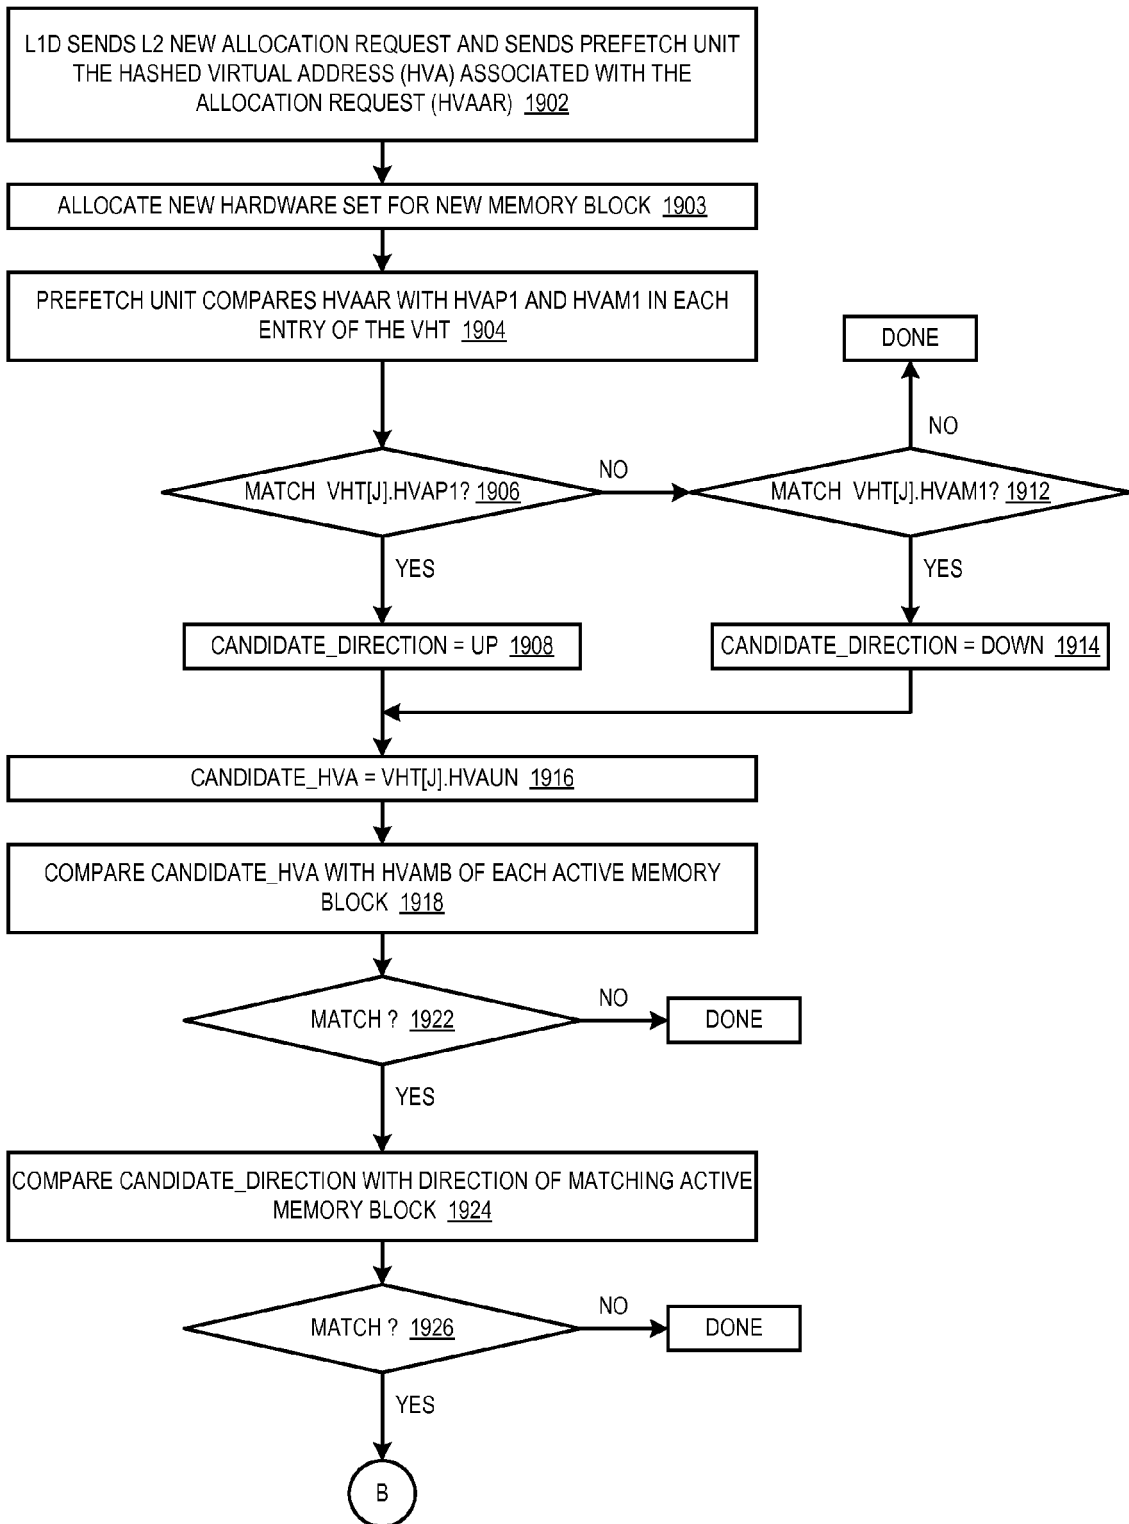 L1D SENDS L2 NEW ALLOCATION REQUEST AND SENDS PREFETCH UNIT
THE HASHED VIRTUAL ADDRESS (HVA) ASSOCIATED WITH THE
ALLOCATION REQUEST (HVAAR) 1902
ALLOCATE NEW HARDWARE SET FOR NEW MEMORY BLOCK 1903
PREFETCH UNIT COMPARES HVAAR WITH HVAP1 AND HVAM1 IN EACH
ENTRY OF THE VHT 1904
DONE
NO
MATCH VHT[J].HVAP1? 1906
NO
MATCH VHT[J].HVAM1? 1912
YES
YES
CANDIDATE_DIRECTION = UP 1908
CANDIDATE_DIRECTION = DOWN 1914
CANDIDATE_HVA = VHT[J].HVAUN 1916
COMPARE CANDIDATE_HVA WITH HVAMB OF EACH ACTIVE MEMORY
BLOCK 1918
MATCH ? 1922
NO
DONE
YES
COMPARE CANDIDATE_DIRECTION WITH DIRECTION OF MATCHING ACTIVE
MEMORY BLOCK 1924
MATCH ? 1926
NO
DONE
YES
B